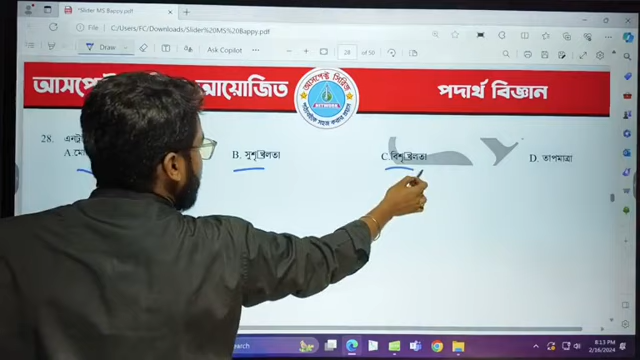 *Slider MS Bappy.pdf
File C:/Users/FC/Downloads/Slider%20MS%20Bappy.pdf
Draw Ask Copilot 28 of 50
আয়োজিত
পদার্থ বিজ্ঞান
NETWORK
28.
B. সুশৃঙ্খলতা C. বিশৃঙ্খলতা D. তাপমাত্রা
8:13 PM
2/16/2024